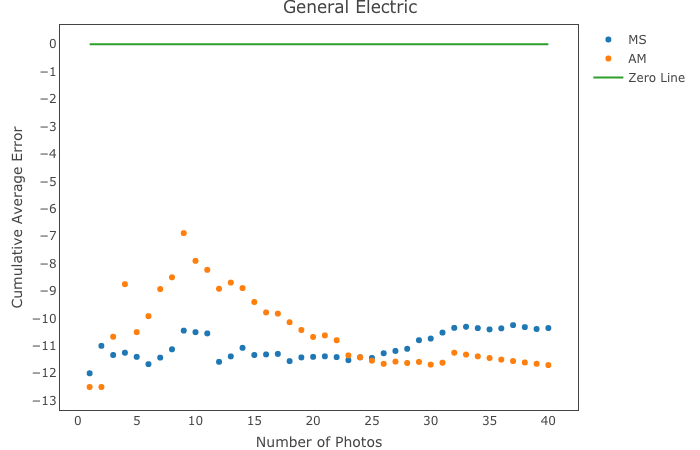 General Electric
MS
AM
Zero Line
Cumulative Average Error
0
−1
−2
−3
−4
−5
−6
−7
−8
−9
−10
−11
−12
−13
0 5 10 15 20 25 30 35 40
Number of Photos